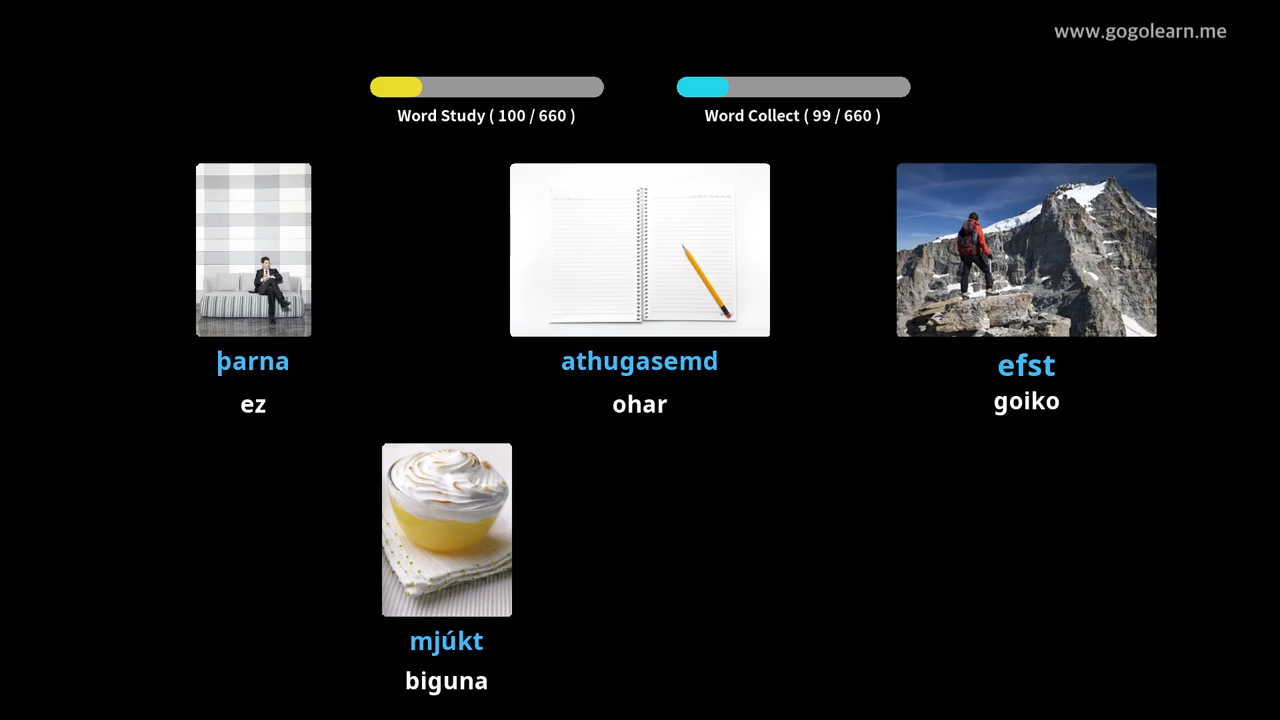 www.gogolearn.me
Word Study ( 100 / 660 )
Word Collect ( 99 / 660 )
þarna
ez
athugasemd
ohar
efst
goiko
mjúkt
biguna